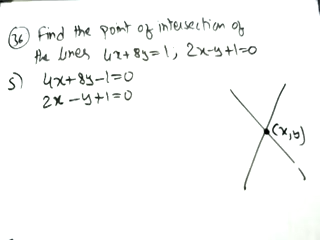 36 Find the point of intersection of
the lines 4x+8y=1, 2x-y+1=0
S) 4x+8y-1=0
2x-y+1=0
(x,y)